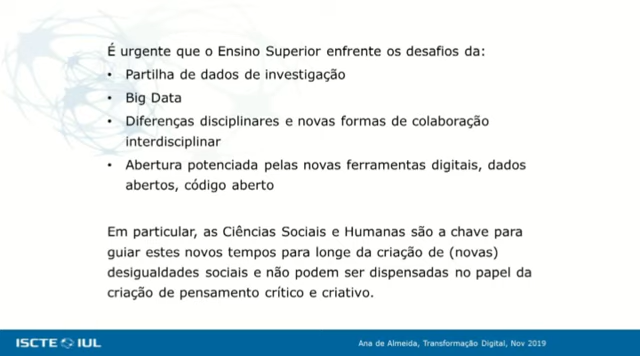 É urgente que o Ensino Superior enfrente os desafios da:
• Partilha de dados de investigação
• Big Data
• Diferenças disciplinares e novas formas de colaboração
interdisciplinar
• Abertura potenciada pelas novas ferramentas digitais, dados
abertos, código aberto
Em particular, as Ciências Sociais e Humanas são a chave para
guiar estes novos tempos para longe da criação de (novas)
desigualdades sociais e não podem ser dispensadas no papel da
criação de pensamento crítico e criativo.
ISCTE IUL
Ana de Almeida, Transformação Digital, Nov 2019